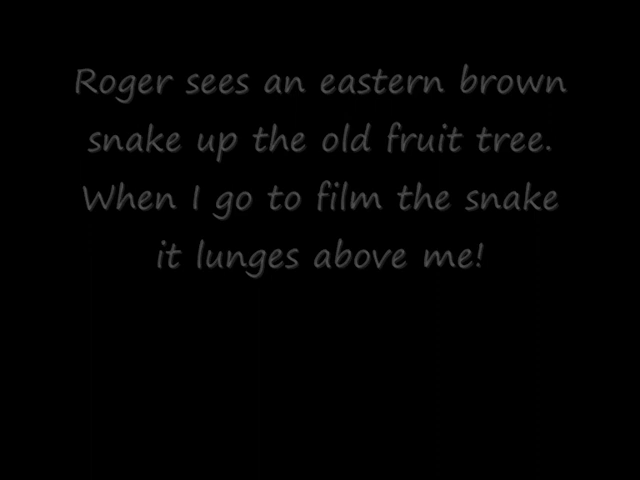 Roger sees an eastern brown
snake up the old fruit tree.
When I go to film the snake
it lunges above me!